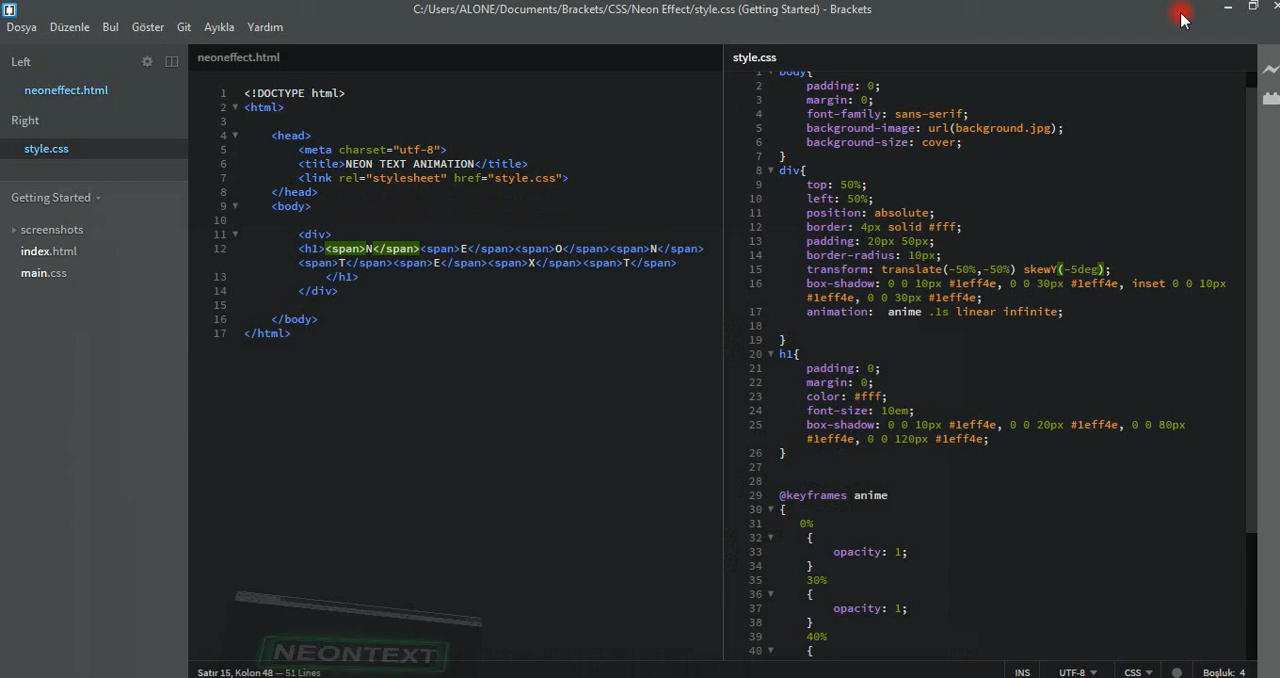 C:/Users/ALONE/Documents/Brackets/CSS/Neon Effect/style.css (Getting Started) - Brackets
Dosya Düzenle Bul Göster Git Ayıkla Yardım
Left
neoneffect.html
Right
style.css
Getting Started
screenshots
index.html
main.css
neoneffect.html
1 <!DOCTYPE html>
2 <html>
3
4 <head>
5 <meta charset="utf-8">
6 <title>NEON TEXT ANIMATION</title>
7 <link rel="stylesheet" href="style.css">
8 </head>
9 <body>
10
11 <div>
12 <h1><span>N</span><span>E</span><span>O</span><span>N</span>
<span>T</span><span>E</span><span>X</span><span>T</span>
13 </h1>
14 </div>
15
16 </body>
17 </html>
style.css
1 body{
2 padding: 0;
3 margin: 0;
4 font-family: sans-serif;
5 background-image: url(background.jpg);
6 background-size: cover;
7 }
8 div{
9 top: 50%;
10 left: 50%;
11 position: absolute;
12 border: 4px solid #fff;
13 padding: 20px 50px;
14 border-radius: 10px;
15 transform: translate(-50%,-50%) skewY(-5deg);
16 box-shadow: 0 0 10px #1eff4e, 0 0 30px #1eff4e, inset 0 0 10px
#1eff4e, 0 0 30px #1eff4e;
17 animation: anime .1s linear infinite;
18
19 }
20 h1{
21 padding: 0;
22 margin: 0;
23 color: #fff;
24 font-size: 10em;
25 box-shadow: 0 0 10px #1eff4e, 0 0 20px #1eff4e, 0 0 80px
#1eff4e, 0 0 120px #1eff4e;
26 }
27
28
29 @keyframes anime
30 {
31 0%
32 {
33 opacity: 1;
34 }
35 30%
36 {
37 opacity: 1;
38 }
39 40%
40 {
NEONTEXT
Satır 15, Kolon 48 — 51 Lines
INS UTF-8 CSS Boşluk: 4